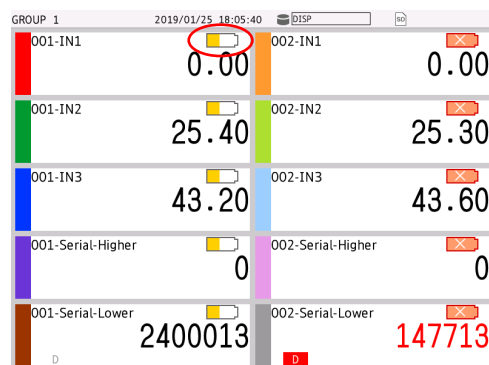 GROUP 1 2019/01/25 18:05:40 DISP SD
001-IN1 002-IN1
0.00 0.00
001-IN2 002-IN2
25.40 25.30
001-IN3 002-IN3
43.20 43.60
001-Serial-Higher 002-Serial-Higher
0 0
001-Serial-Lower 002-Serial-Lower
2400013 147713
D D